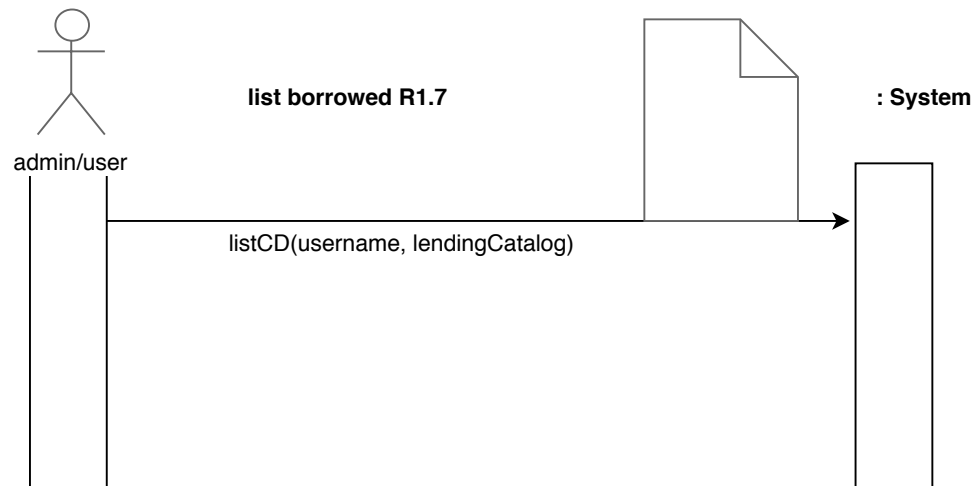 list borrowed R1.7
: System
admin/user
listCD(username, lendingCatalog)